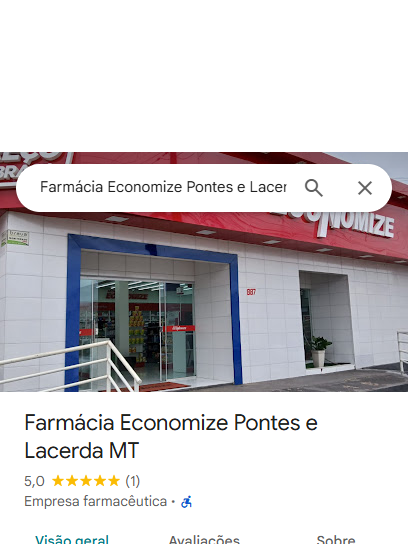 Farmácia Economize Pontes e Lacer
ECONOMIZE
887
Farmácia Economize Pontes e
Lacerda MT
5,0 ★★★★★ (1)
Empresa farmacêutica ·
Visão geral Avaliações Sobre